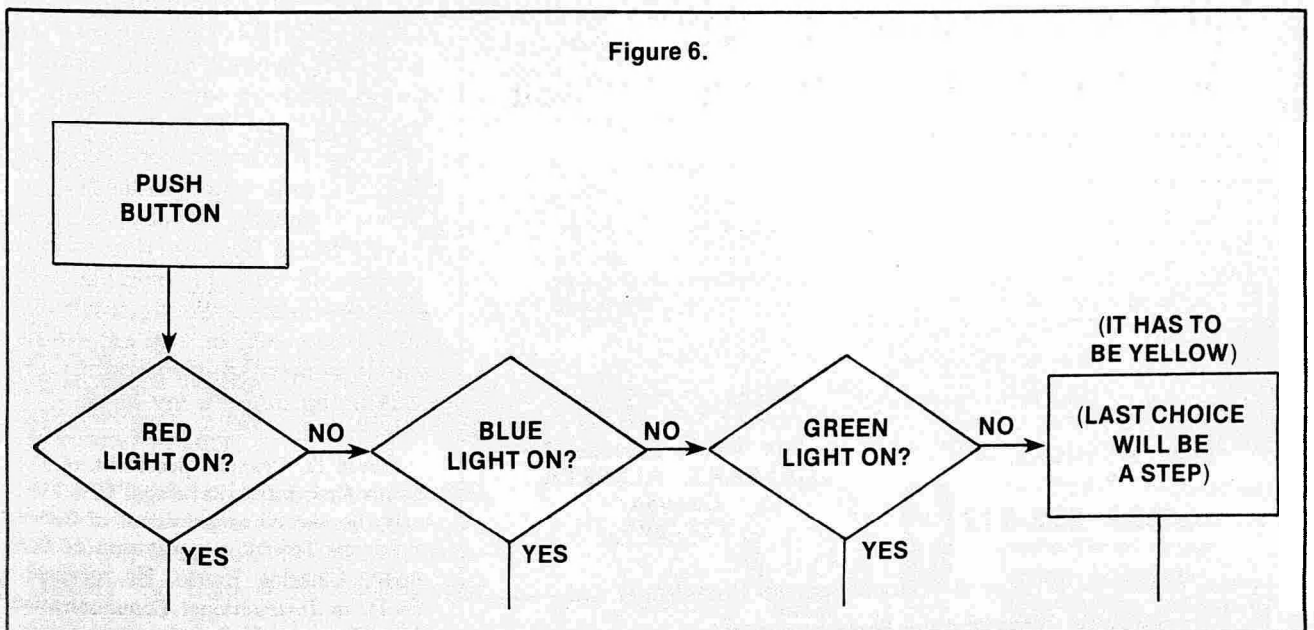 Figure 6.
PUSH
BUTTON
RED
LIGHT ON?
NO
YES
BLUE
LIGHT ON?
NO
YES
GREEN
LIGHT ON?
NO
YES
(IT HAS TO
BE YELLOW)
(LAST CHOICE
WILL BE
A STEP)